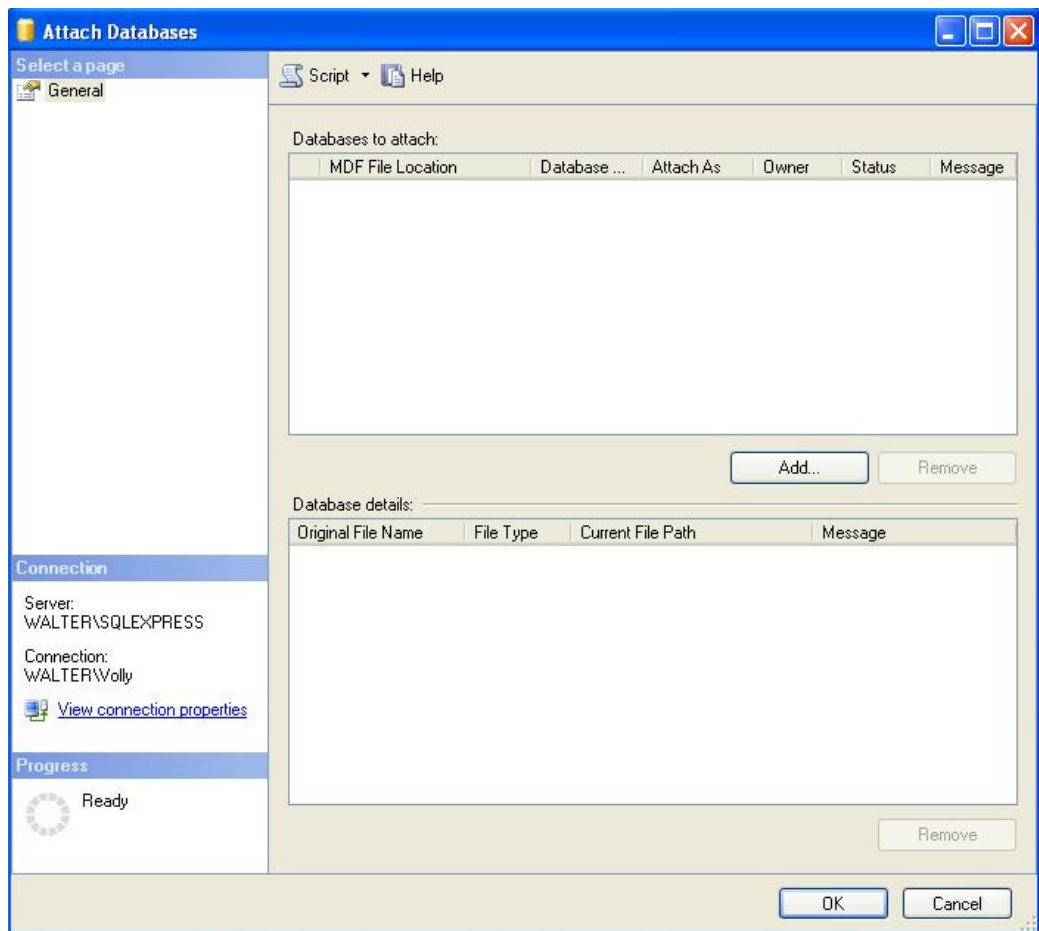 Attach Databases
Select a page
General
Script Help
Databases to attach:
MDF File Location Database ... Attach As Owner Status Message
Add... Remove
Database details:
Original File Name File Type Current File Path Message
Connection
Server:
WALTER\SQLEXPRESS
Connection:
WALTER\Volly
View connection properties
Progress
Ready
Remove
OK Cancel